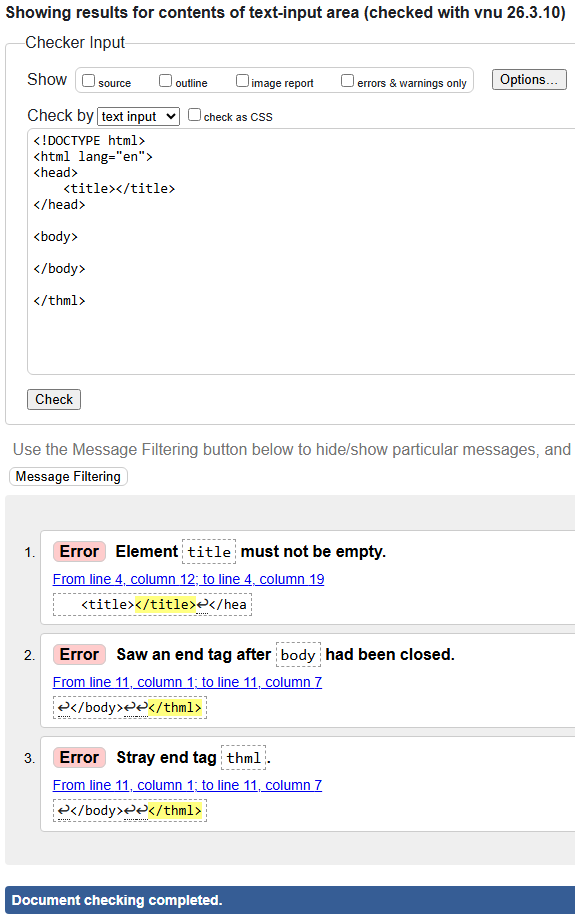 Showing results for contents of text-input area (checked with vnu 26.3.10)
Checker Input
Show source outline image report errors & warnings only Options...
Check by text input check as CSS
<!DOCTYPE html>
<html lang="en">
<head>
    <title></title>
</head>
<body>
</body>
</thml>
Check
Use the Message Filtering button below to hide/show particular messages, and
Message Filtering
1. Error Element title must not be empty.
From line 4, column 12; to line 4, column 19
    <title></title>↩</hea
2. Error Saw an end tag after body had been closed.
From line 11, column 1; to line 11, column 7
↩</body>↩↩</thml>
3. Error Stray end tag thml.
From line 11, column 1; to line 11, column 7
↩</body>↩↩</thml>
Document checking completed.